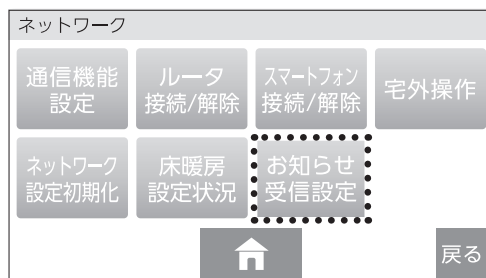 ネットワーク
通信機能
設定
ルータ
接続/解除
スマートフォン
接続/解除
宅外操作
ネットワーク
設定初期化
床暖房
設定状況
お知らせ
受信設定
戻る